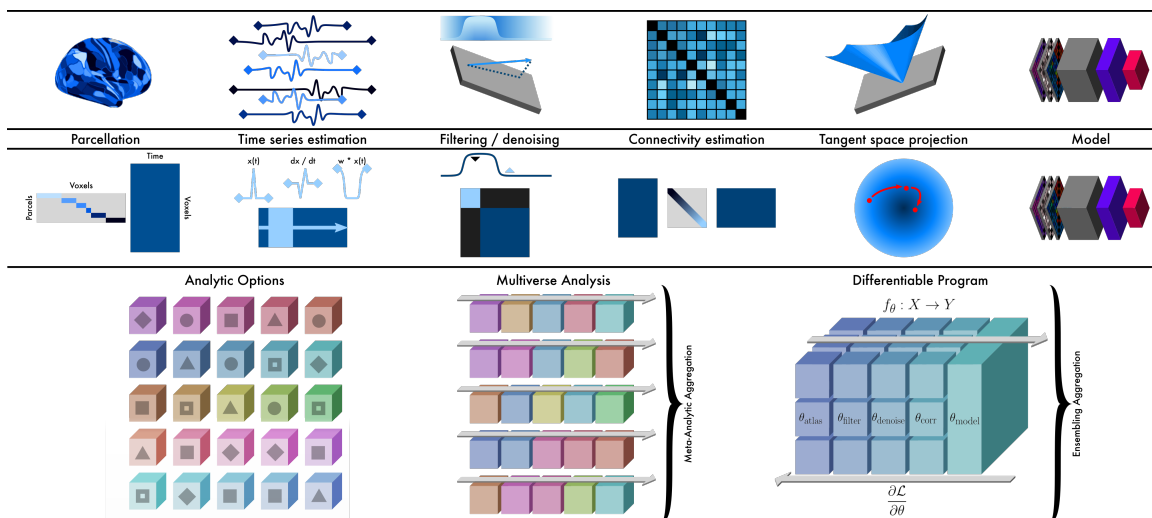 Parcellation
Time series estimation
Filtering / denoising
Connectivity estimation
Tangent space projection
Model
Time
Voxels
Parcels
Voxels
x(t)
dx / dt
w * x(t)
Analytic Options
Multiverse Analysis
Differentiable Program
f_θ : X → Y
Meta-Analytic Aggregation
θ_atlas
θ_filter
θ_denoise
θ_corr
θ_model
Ensembling Aggregation
∂ℒ
∂θ